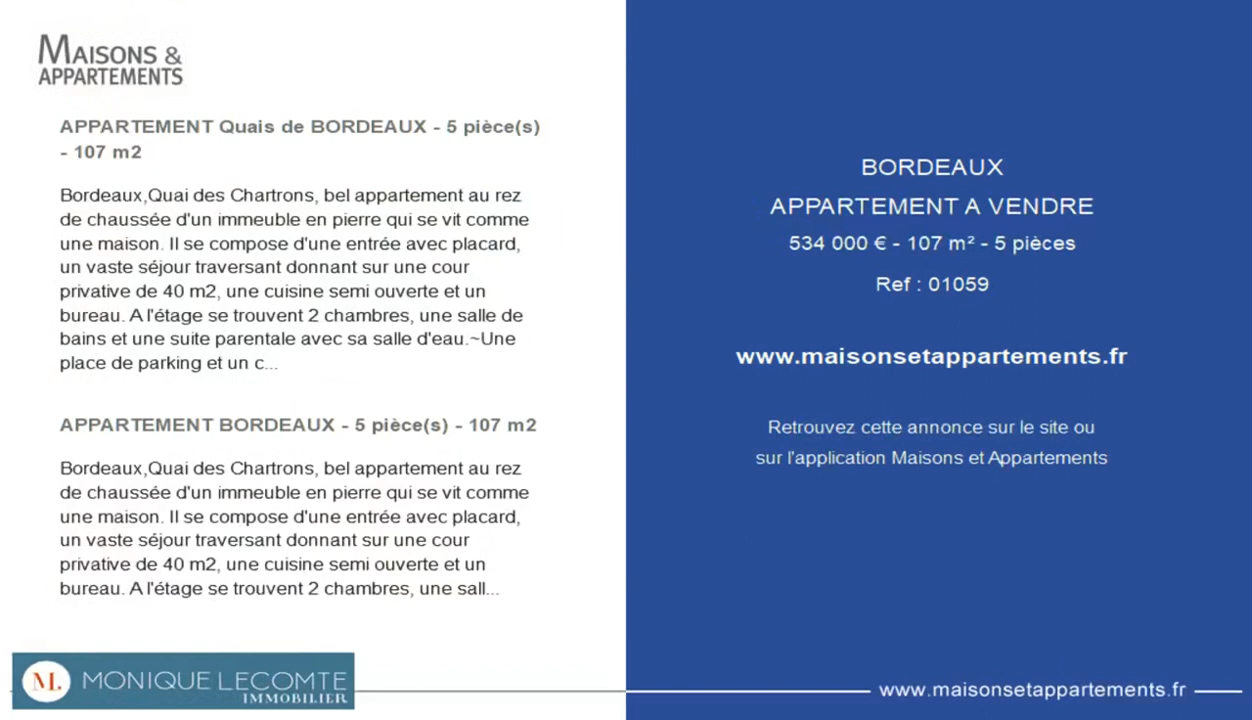 MAISONS &
APPARTEMENTS
APPARTEMENT Quais de BORDEAUX - 5 pièce(s)
- 107 m2
Bordeaux,Quai des Chartrons, bel appartement au rez
de chaussée d'un immeuble en pierre qui se vit comme
une maison. Il se compose d'une entrée avec placard,
un vaste séjour traversant donnant sur une cour
privative de 40 m2, une cuisine semi ouverte et un
bureau. A l'étage se trouvent 2 chambres, une salle de
bains et une suite parentale avec sa salle d'eau.~Une
place de parking et un c...
APPARTEMENT BORDEAUX - 5 pièce(s) - 107 m2
Bordeaux,Quai des Chartrons, bel appartement au rez
de chaussée d'un immeuble en pierre qui se vit comme
une maison. Il se compose d'une entrée avec placard,
un vaste séjour traversant donnant sur une cour
privative de 40 m2, une cuisine semi ouverte et un
bureau. A l'étage se trouvent 2 chambres, une sall...
ML MONIQUE LECOMTE
IMMOBILIER
BORDEAUX
APPARTEMENT A VENDRE
534 000 € - 107 m² - 5 pièces
Ref : 01059
www.maisonsetappartements.fr
Retrouvez cette annonce sur le site ou
sur l'application Maisons et Appartements
www.maisonsetappartements.fr